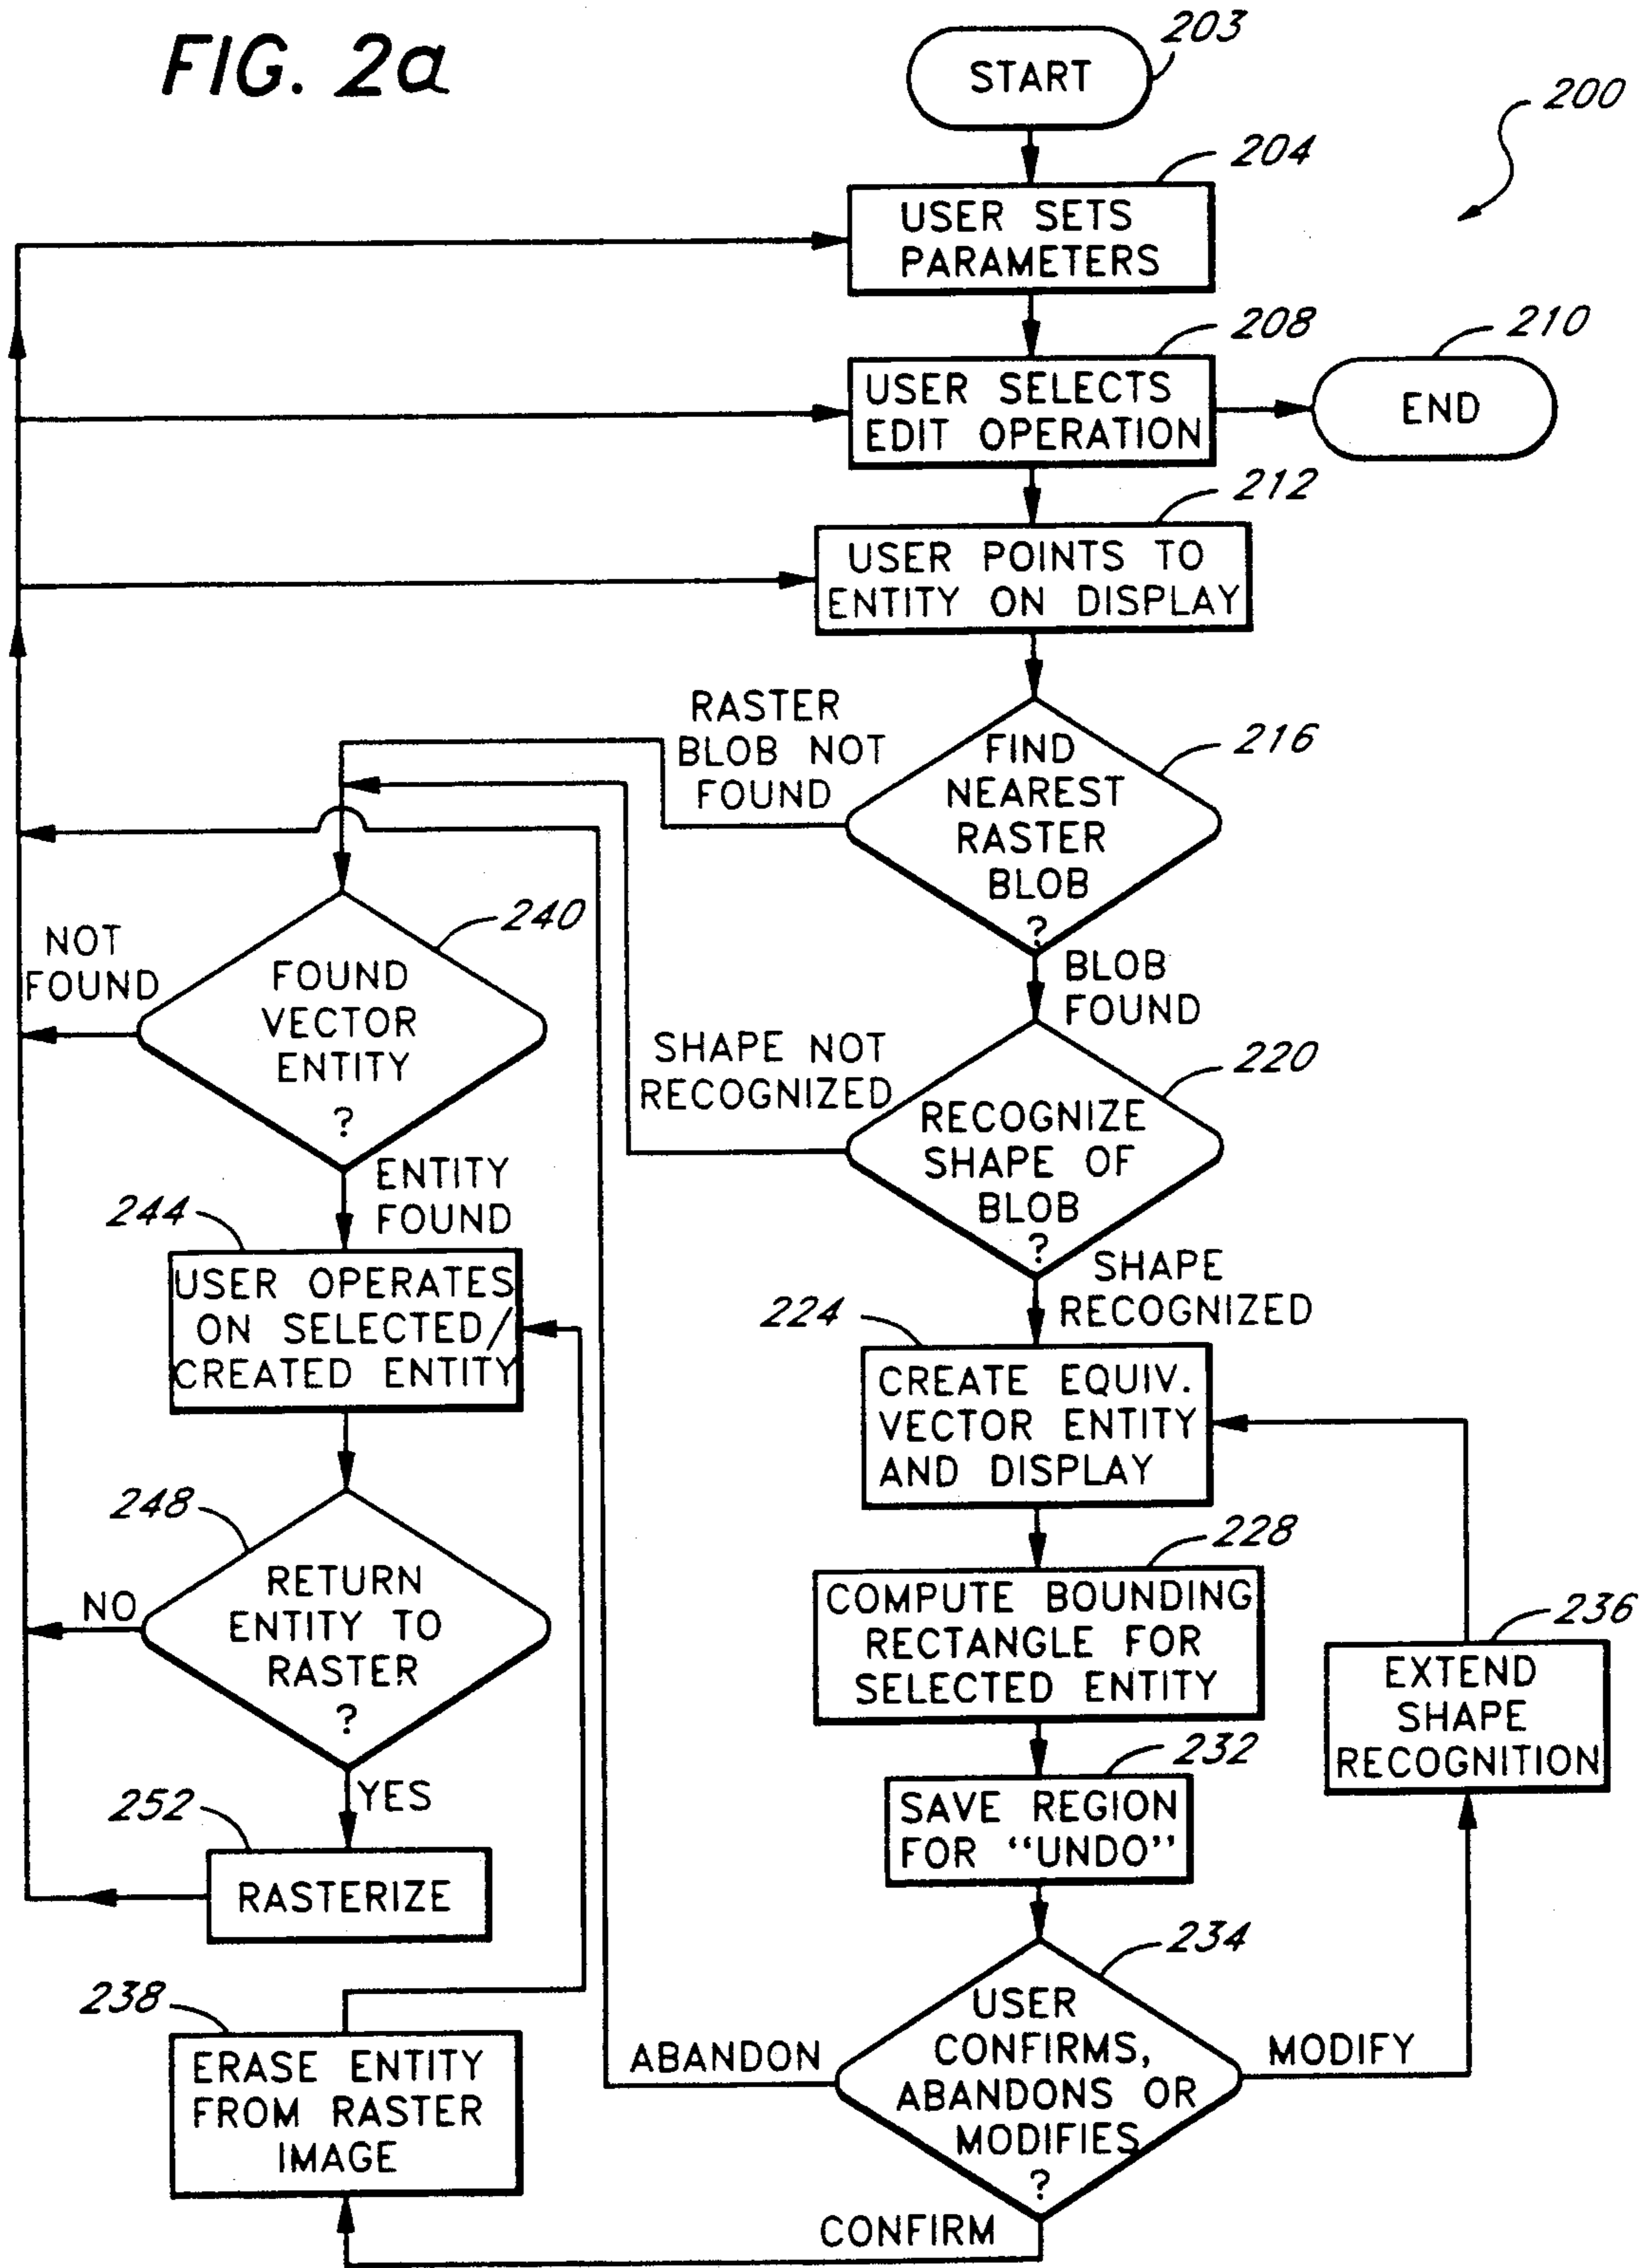 FIG. 2a
START
203
200
204
USER SETS
PARAMETERS
208
USER SELECTS
EDIT OPERATION
210
END
212
USER POINTS TO
ENTITY ON DISPLAY
RASTER
BLOB NOT
FOUND
216
FIND
NEAREST
RASTER
BLOB
?
BLOB
FOUND
240
NOT
FOUND
FOUND
VECTOR
ENTITY
?
SHAPE NOT
RECOGNIZED
220
RECOGNIZE
SHAPE OF
BLOB
?
ENTITY
FOUND
SHAPE
RECOGNIZED
244
USER OPERATES
ON SELECTED/
CREATED ENTITY
224
CREATE EQUIV.
VECTOR ENTITY
AND DISPLAY
248
RETURN
ENTITY TO
RASTER
?
NO
YES
228
COMPUTE BOUNDING
RECTANGLE FOR
SELECTED ENTITY
236
EXTEND
SHAPE
RECOGNITION
232
SAVE REGION
FOR “UNDO”
252
RASTERIZE
234
USER
CONFIRMS,
ABANDONS OR
MODIFIES
?
ABANDON
MODIFY
238
ERASE ENTITY
FROM RASTER
IMAGE
CONFIRM